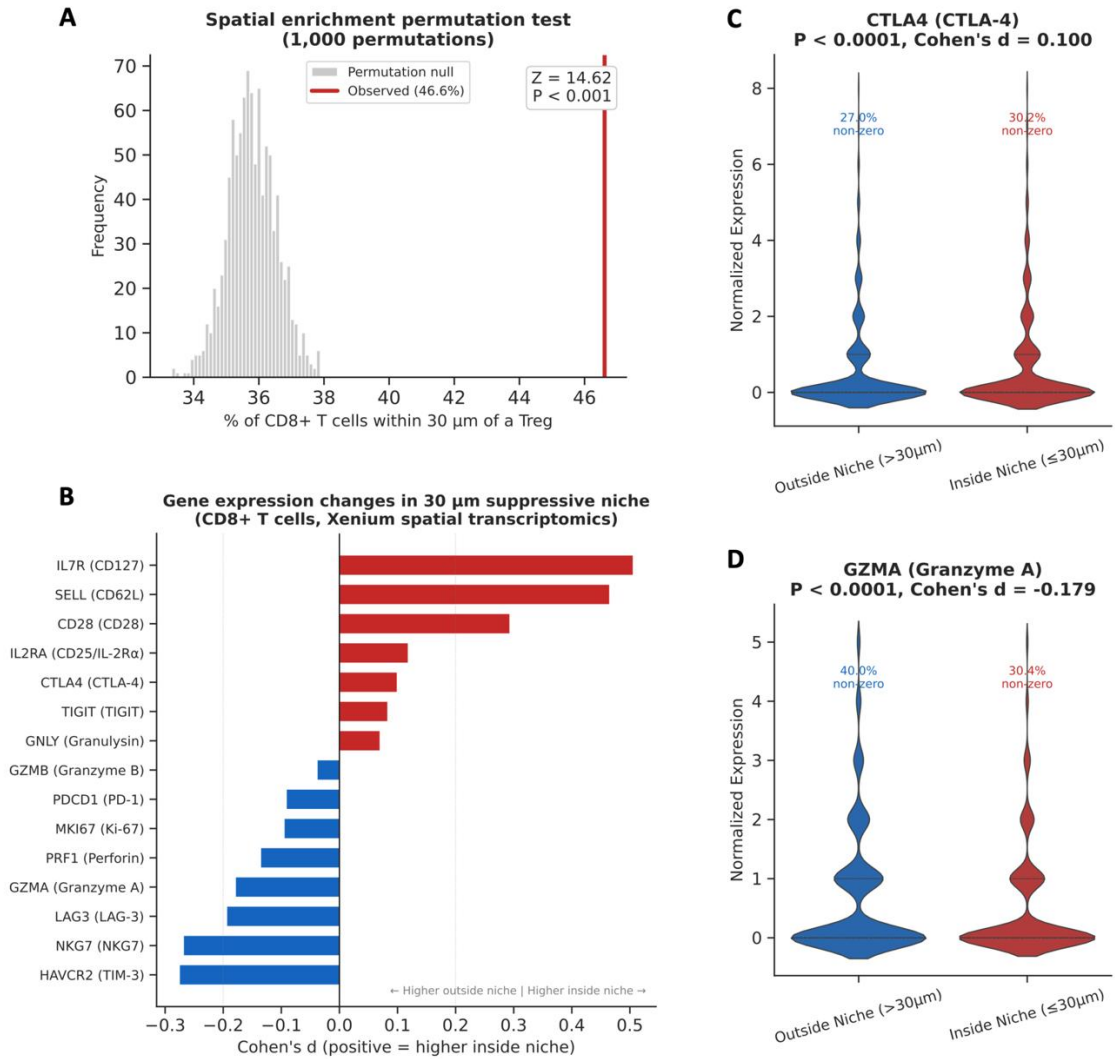 A
Spatial enrichment permutation test
(1,000 permutations)
Permutation null
Observed (46.6%)
Z = 14.62
P < 0.001
70
60
50
40
30
20
10
0
Frequency
34 36 38 40 42 44 46
% of CD8+ T cells within 30 μm of a Treg
B
Gene expression changes in 30 μm suppressive niche
(CD8+ T cells, Xenium spatial transcriptomics)
IL7R (CD127)
SELL (CD62L)
CD28 (CD28)
IL2RA (CD25/IL-2Rα)
CTLA4 (CTLA-4)
TIGIT (TIGIT)
GNLY (Granulysin)
GZMB (Granzyme B)
PDCD1 (PD-1)
MKI67 (Ki-67)
PRF1 (Perforin)
GZMA (Granzyme A)
LAG3 (LAG-3)
NKG7 (NKG7)
HAVCR2 (TIM-3)
← Higher outside niche | Higher inside niche →
−0.3 −0.2 −0.1 0.0 0.1 0.2 0.3 0.4 0.5
Cohen's d (positive = higher inside niche)
C
CTLA4 (CTLA-4)
P < 0.0001, Cohen's d = 0.100
27.0%
non-zero
30.2%
non-zero
8
6
4
2
0
Normalized Expression
Outside Niche (>30μm)
Inside Niche (≤30μm)
D
GZMA (Granzyme A)
P < 0.0001, Cohen's d = -0.179
40.0%
non-zero
30.4%
non-zero
5
4
3
2
1
0
Normalized Expression
Outside Niche (>30μm)
Inside Niche (≤30μm)